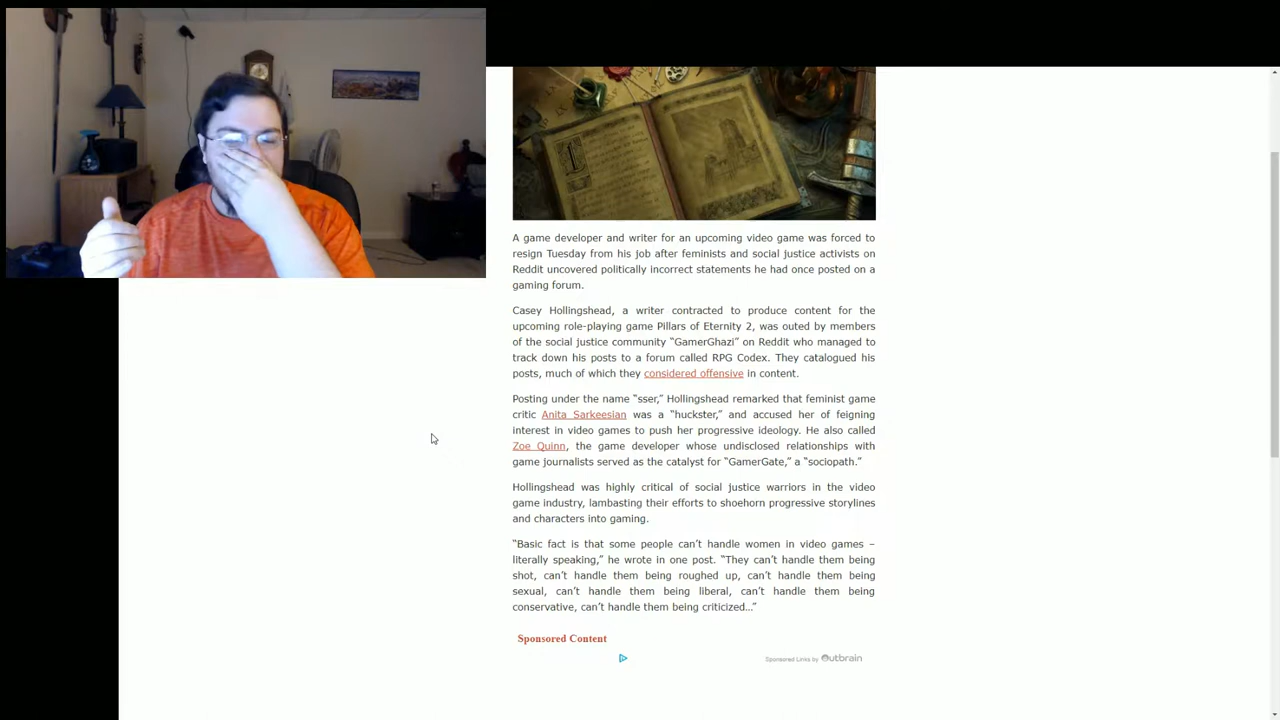 A game developer and writer for an upcoming video game was forced to
resign Tuesday from his job after feminists and social justice activists on
Reddit uncovered politically incorrect statements he had once posted on a
gaming forum.
Casey Hollingshead, a writer contracted to produce content for the
upcoming role-playing game Pillars of Eternity 2, was outed by members
of the social justice community “GamerGhazi” on Reddit who managed to
track down his posts to a forum called RPG Codex. They catalogued his
posts, much of which they considered offensive in content.
Posting under the name “sser,” Hollingshead remarked that feminist game
critic Anita Sarkeesian was a “huckster,” and accused her of feigning
interest in video games to push her progressive ideology. He also called
Zoe Quinn, the game developer whose undisclosed relationships with
game journalists served as the catalyst for “GamerGate,” a “sociopath.”
Hollingshead was highly critical of social justice warriors in the video
game industry, lambasting their efforts to shoehorn progressive storylines
and characters into gaming.
“Basic fact is that some people can’t handle women in video games –
literally speaking,” he wrote in one post. “They can’t handle them being
shot, can’t handle them being roughed up, can’t handle them being
sexual, can’t handle them being liberal, can’t handle them being
conservative, can’t handle them being criticized…”
Sponsored Content
Sponsored Links by Outbrain